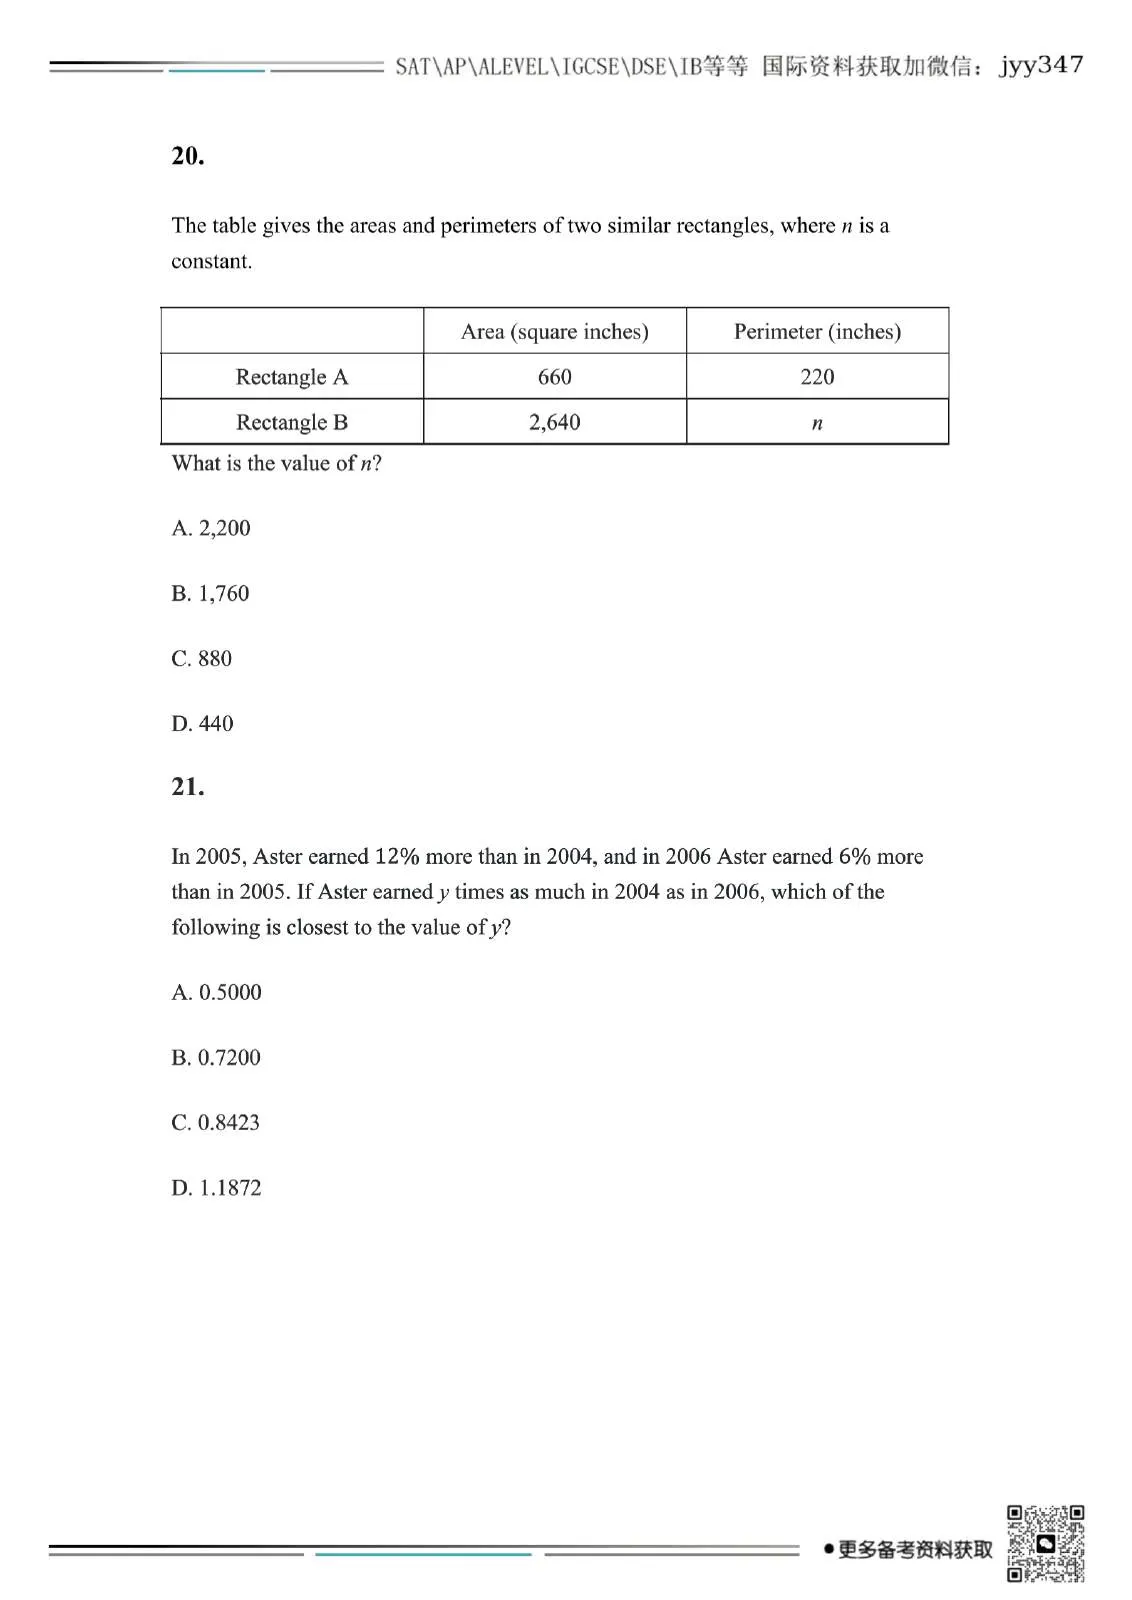 SAT\AP\ALEVEL\IGCSE\DSE\IB等等 国际资料获取加微信：jyy347
20.
The table gives the areas and perimeters of two similar rectangles, where n is a
constant.
Area (square inches) Perimeter (inches)
Rectangle A 660 220
Rectangle B 2,640 n
What is the value of n?
A. 2,200
B. 1,760
C. 880
D. 440
21.
In 2005, Aster earned 12% more than in 2004, and in 2006 Aster earned 6% more
than in 2005. If Aster earned y times as much in 2004 as in 2006, which of the
following is closest to the value of y?
A. 0.5000
B. 0.7200
C. 0.8423
D. 1.1872
●更多备考资料获取